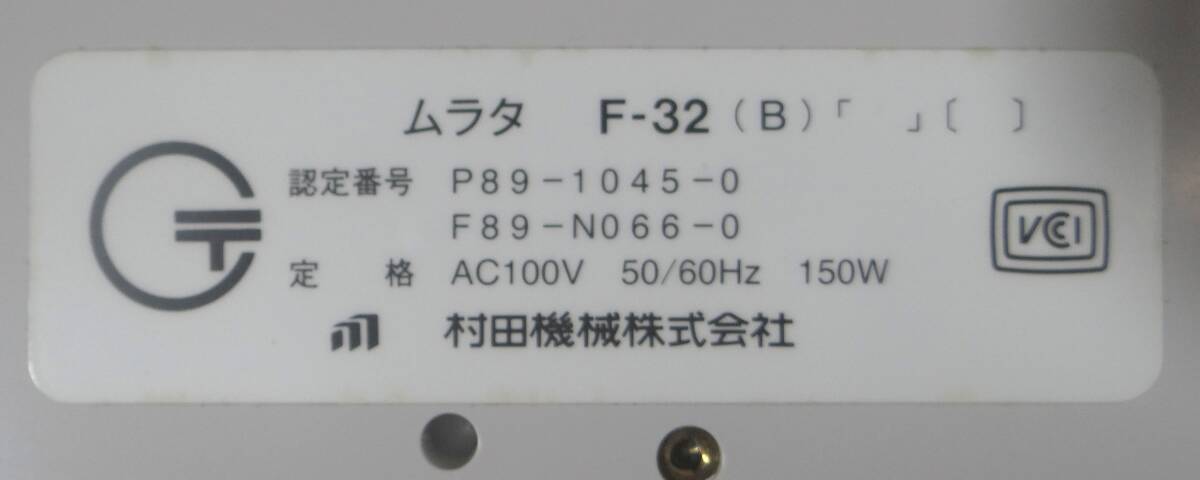 ムラタ F-32(B)「 」〔 〕
認定番号 P89-1045-0
F89-N066-0
定 格 AC100V 50/60Hz 150W
村田機械株式会社
VCCI